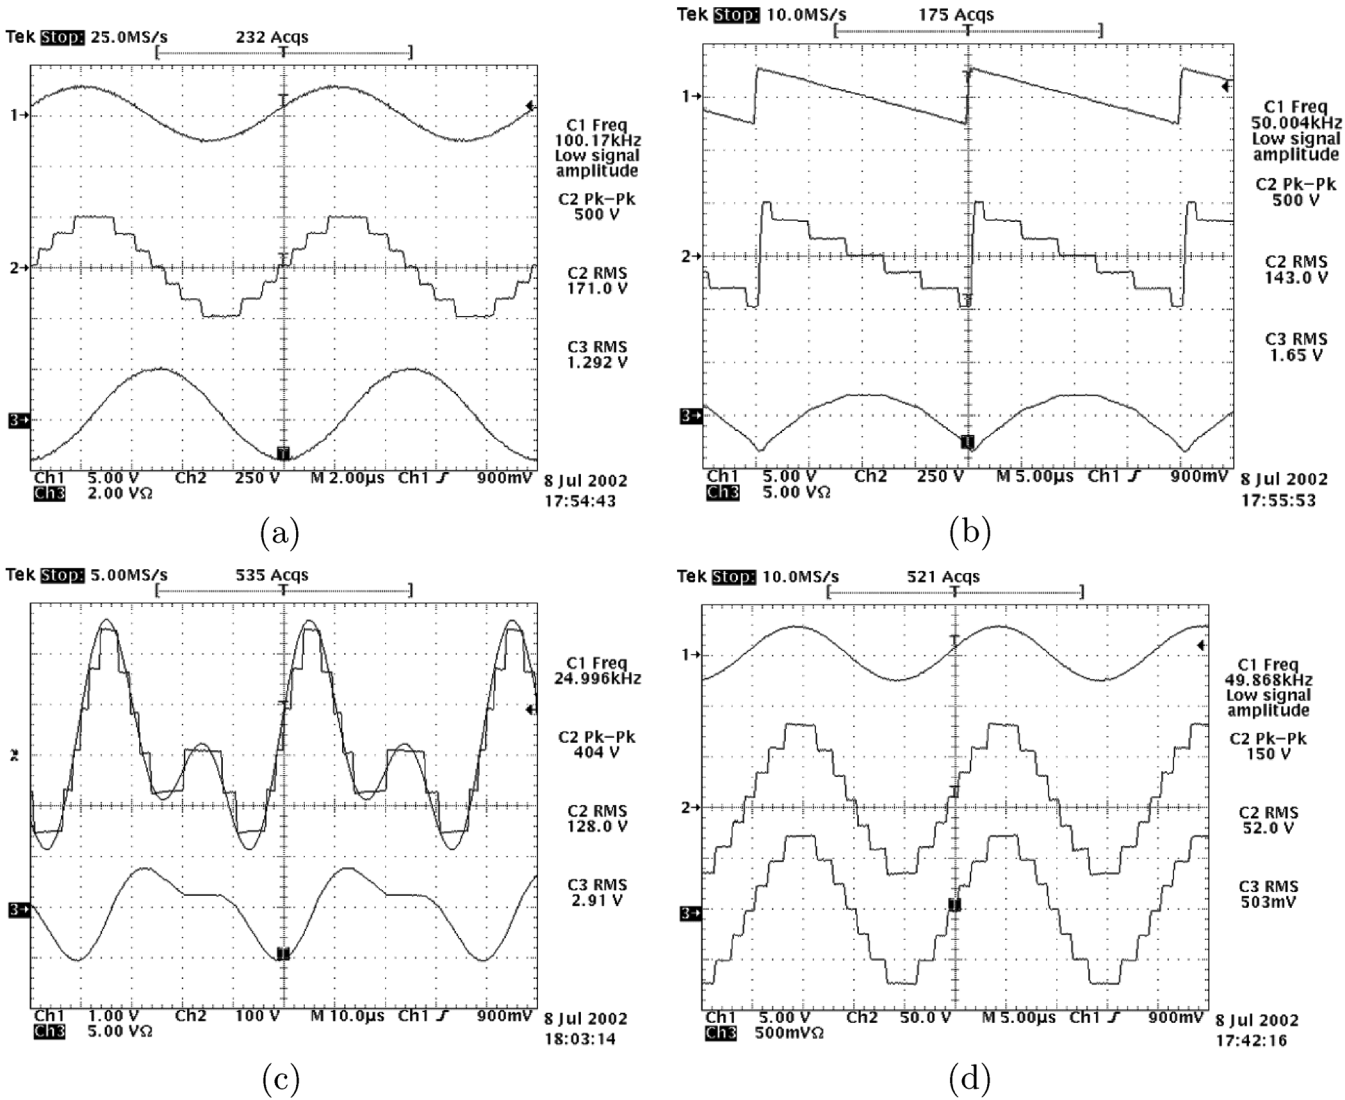 Tek Stop: 25.0MS/s 232 Acqs
T
1→
2→
3→
T
C1 Freq
100.17kHz
Low signal
amplitude
C2 Pk–Pk
500 V
C2 RMS
171.0 V
C3 RMS
1.292 V
Ch1 5.00 V Ch2 250 V M 2.00µs Ch1 900mV
Ch3 2.00 VΩ
8 Jul 2002
17:54:43
(a)
Tek Stop: 10.0MS/s 175 Acqs
T
1→
2→
3→
T
C1 Freq
50.004kHz
Low signal
amplitude
C2 Pk–Pk
500 V
C2 RMS
143.0 V
C3 RMS
1.65 V
Ch1 5.00 V Ch2 250 V M 5.00µs Ch1 900mV
Ch3 5.00 VΩ
8 Jul 2002
17:55:53
(b)
Tek Stop: 5.00MS/s 535 Acqs
T
3→
T
C1 Freq
24.996kHz
C2 Pk–Pk
404 V
C2 RMS
128.0 V
C3 RMS
2.91 V
Ch1 1.00 V Ch2 100 V M 10.0µs Ch1 900mV
Ch3 5.00 VΩ
8 Jul 2002
18:03:14
(c)
Tek Stop: 10.0MS/s 521 Acqs
T
1→
2→
3→
T
C1 Freq
49.868kHz
Low signal
amplitude
C2 Pk–Pk
150 V
C2 RMS
52.0 V
C3 RMS
503mV
Ch1 5.00 V Ch2 50.0 V M 5.00µs Ch1 900mV
Ch3 500mVΩ
8 Jul 2002
17:42:16
(d)